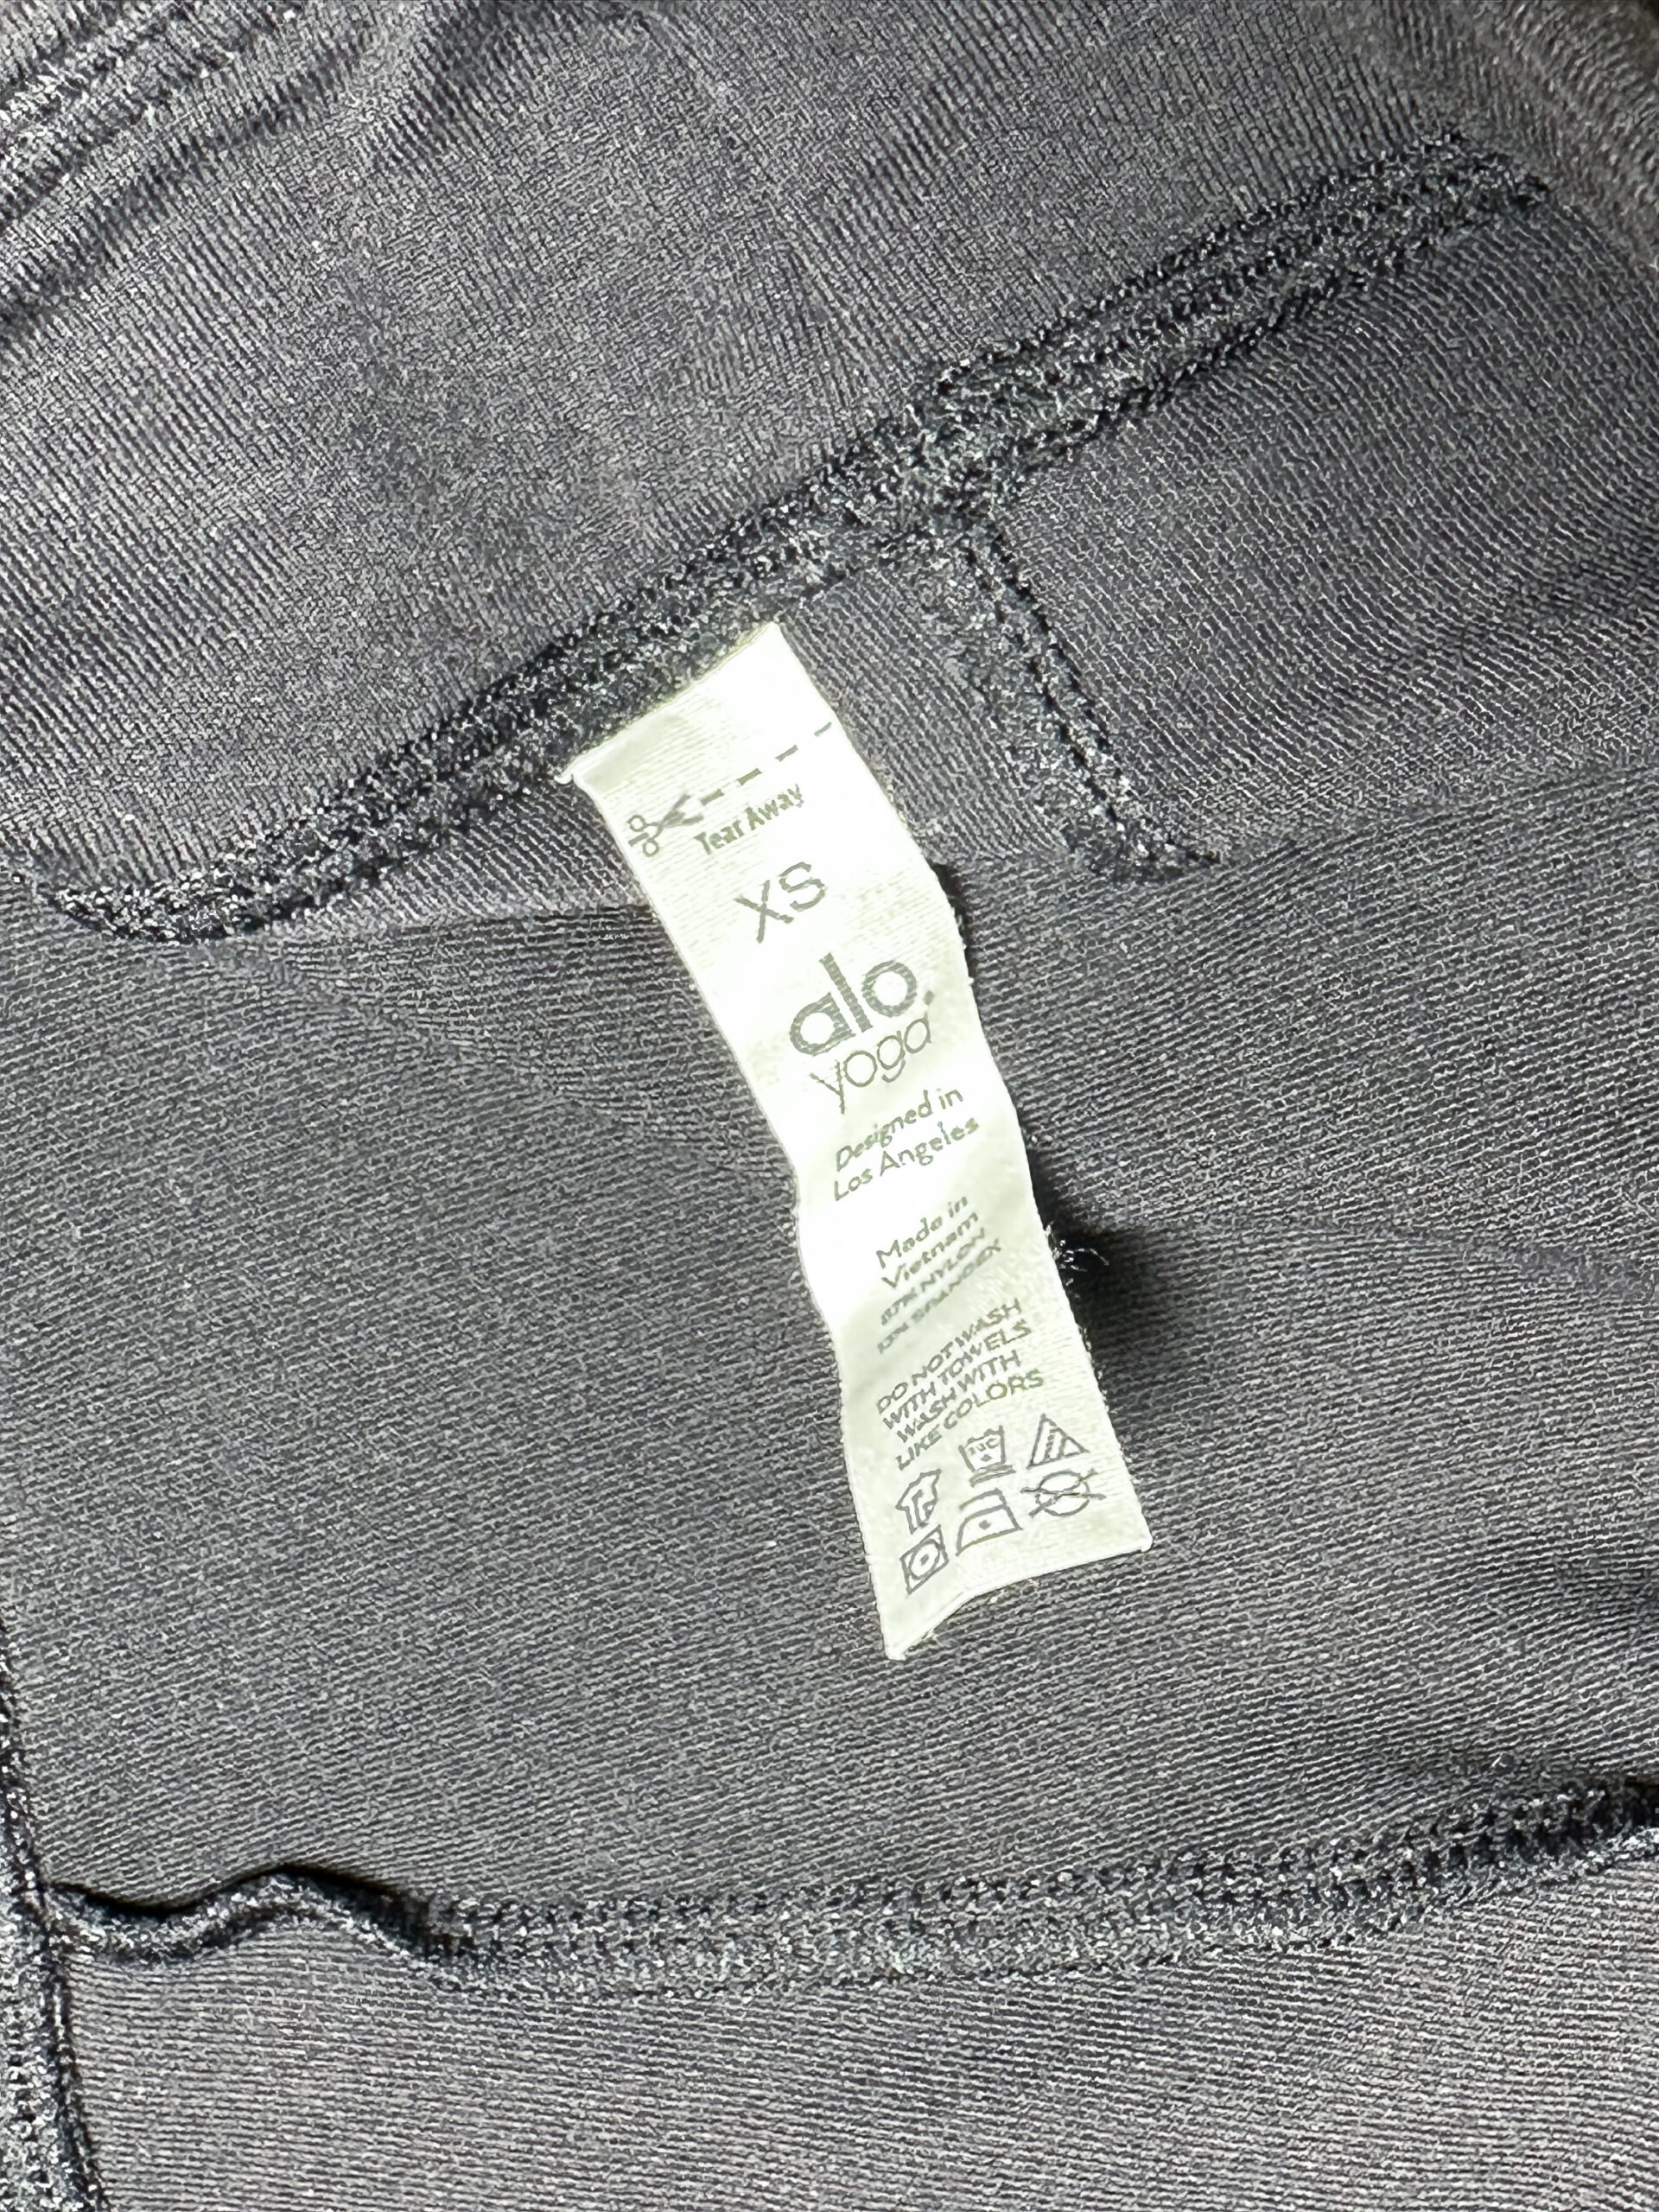 Tear Away
XS
alo.
yoga
Designed in
Los Angeles
Made in
Vietnam
87% NYLON
13% SPANDEX
DO NOT WASH
WITH TOWELS
WASH WITH
LIKE COLORS